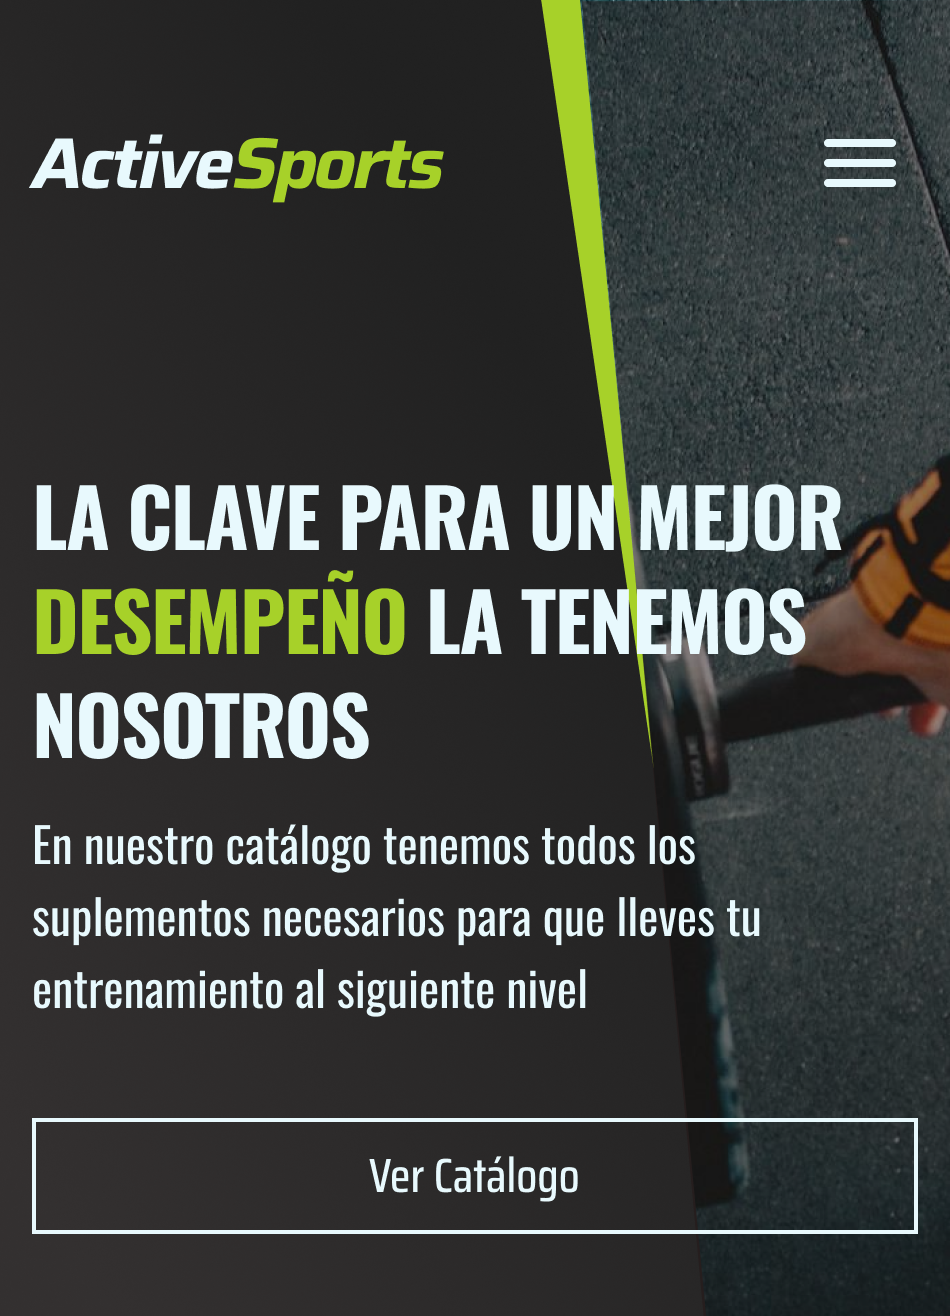 ActiveSports
LA CLAVE PARA UN MEJOR
DESEMPEÑO LA TENEMOS
NOSOTROS
En nuestro catálogo tenemos todos los
suplementos necesarios para que lleves tu
entrenamiento al siguiente nivel
Ver Catálogo